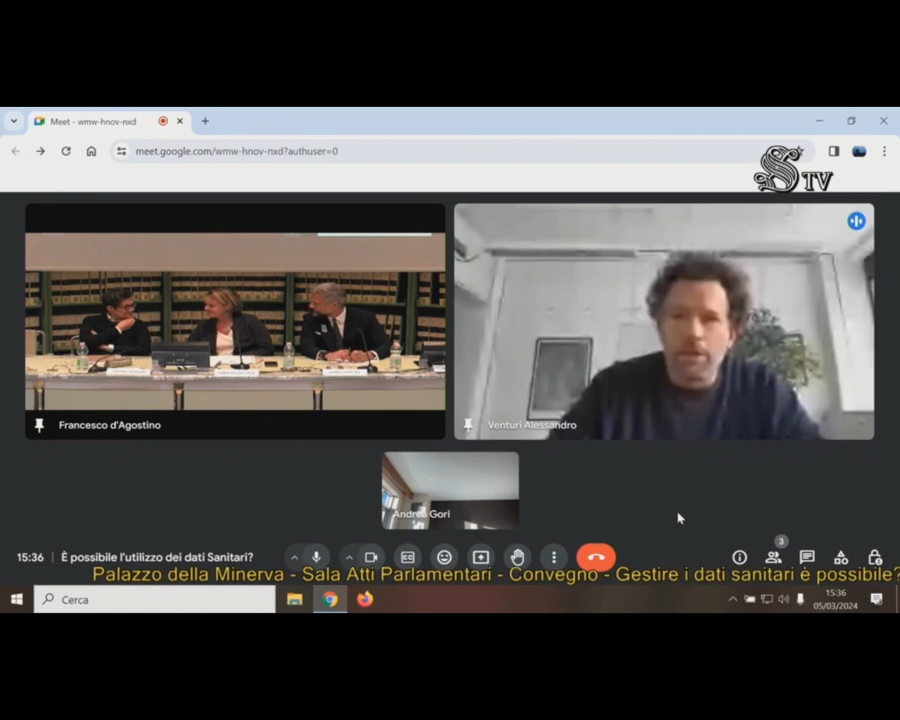 Meet - wmw-hnov-nxd
meet.google.com/wmw-hnov-nxd?authuser=0
S TV
Francesco d'Agostino
Venturi Alessandro
Andrea Gori
3
15:36 | È possibile l'utilizzo dei dati Sanitari?
Palazzo della Minerva - Sala Atti Parlamentari - Convegno - Gestire i dati sanitari è possibile?
Cerca
15:36
05/03/2024